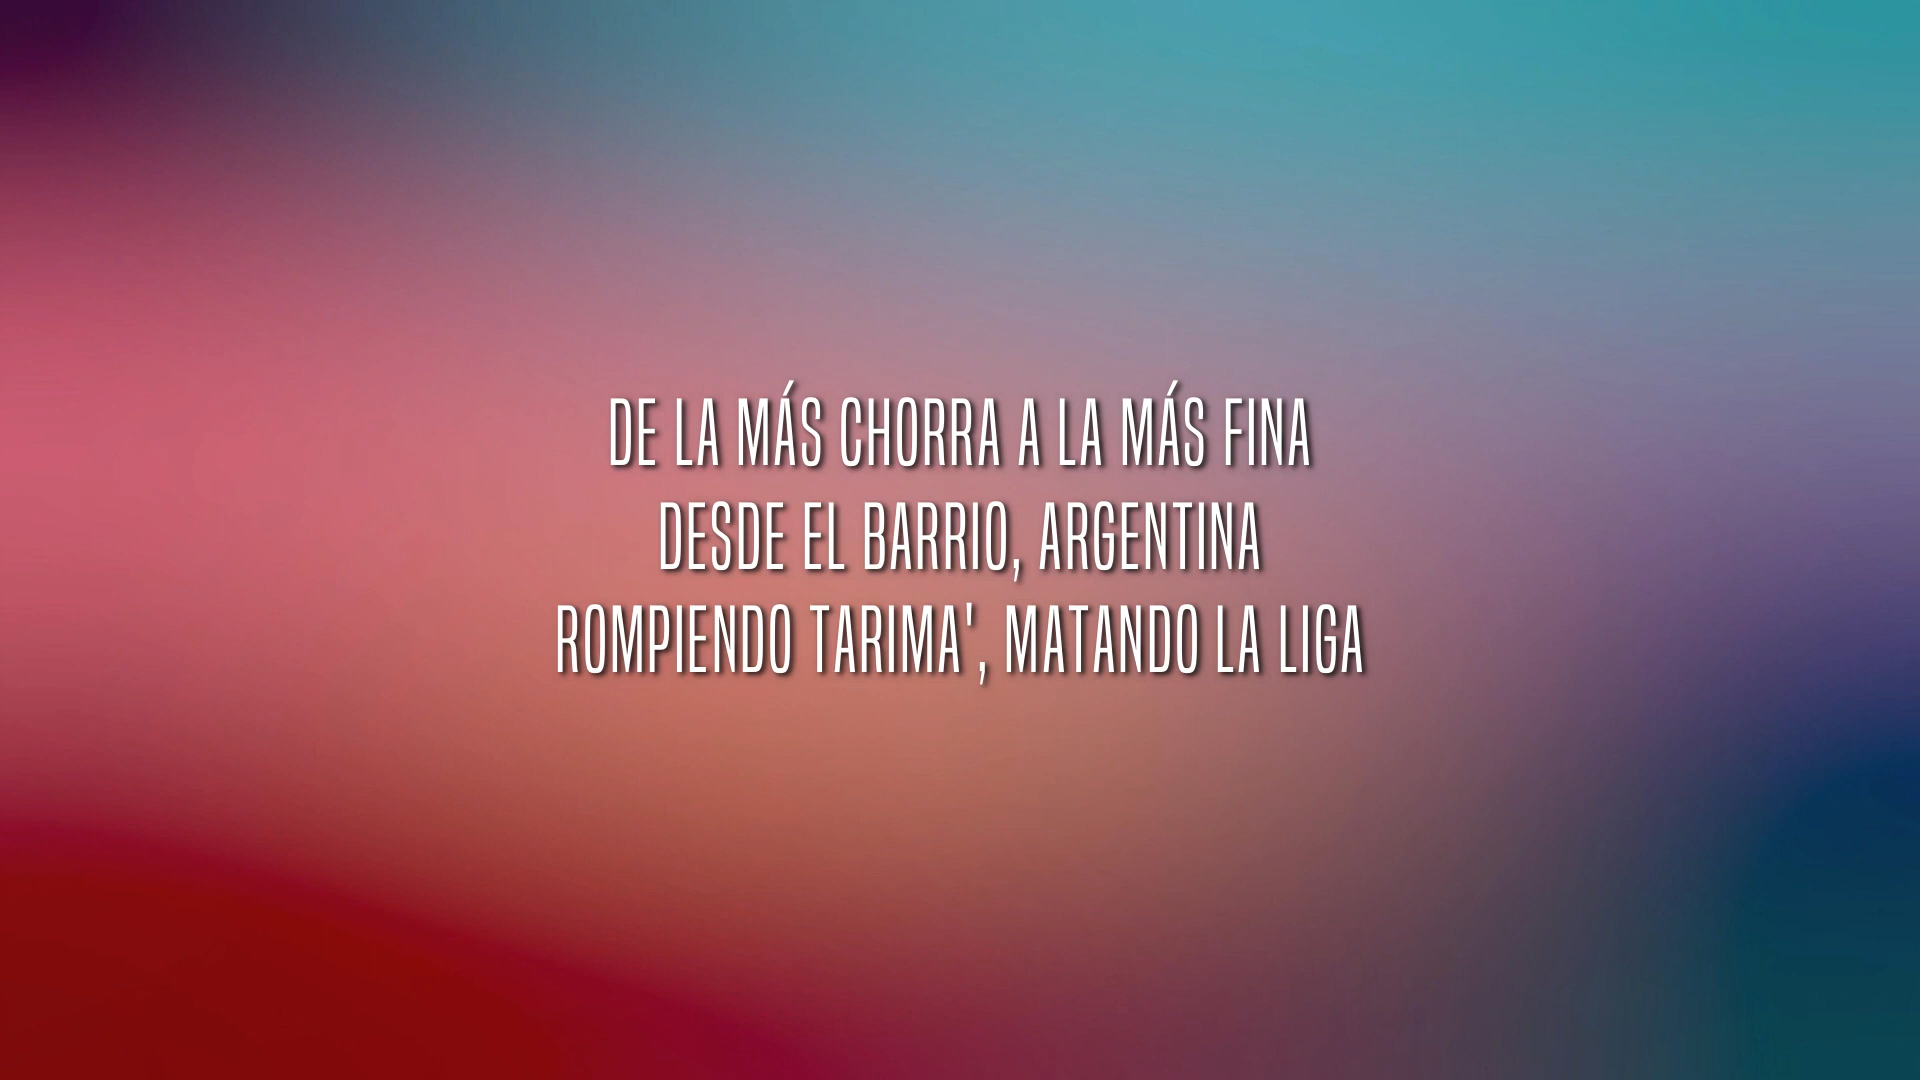 DE LA MÁS CHORRA A LA MÁS FINA
DESDE EL BARRIO, ARGENTINA
ROMPIENDO TARIMA', MATANDO LA LIGA